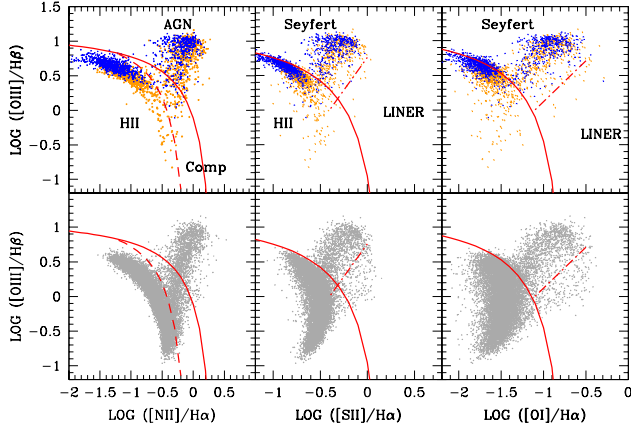 AGN
Seyfert
Seyfert
HII
Comp
HII
LINER
LINER
LOG ([OIII]/Hβ)
1
0.5
0
−0.5
−1
LOG ([OIII]/Hβ)
1
0.5
0
−0.5
−1
−2 −1.5 −1 −0.5 0 0.5
−1 −0.5 0 0.5
−2 −1.5 −1 −0.5 0
LOG ([NII]/Hα)
LOG ([SII]/Hα)
LOG ([OI]/Hα)